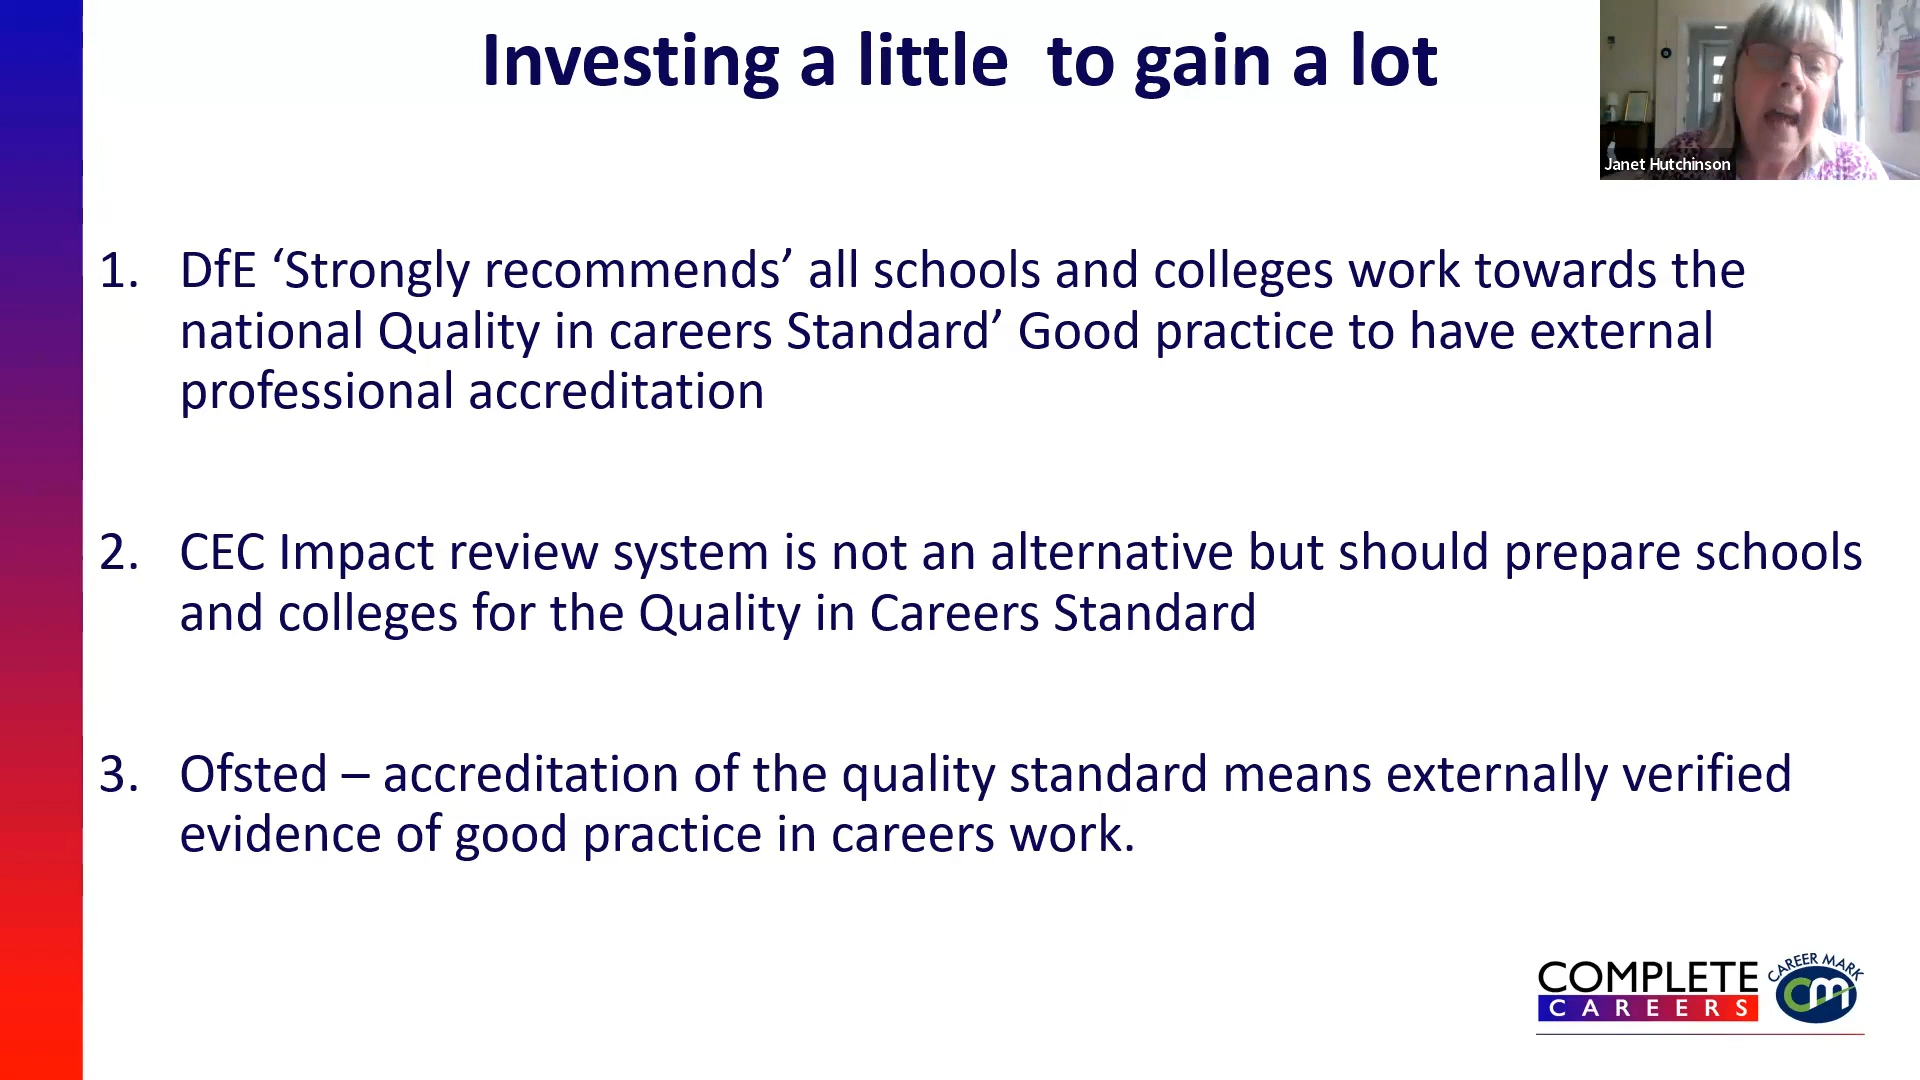 Investing a little  to gain a lot
Janet Hutchinson
1. DfE ‘Strongly recommends’ all schools and colleges work towards the
national Quality in careers Standard’ Good practice to have external
professional accreditation
2. CEC Impact review system is not an alternative but should prepare schools
and colleges for the Quality in Careers Standard
3. Ofsted – accreditation of the quality standard means externally verified
evidence of good practice in careers work.
COMPLETE
CAREERS
CAREER MARK
cm